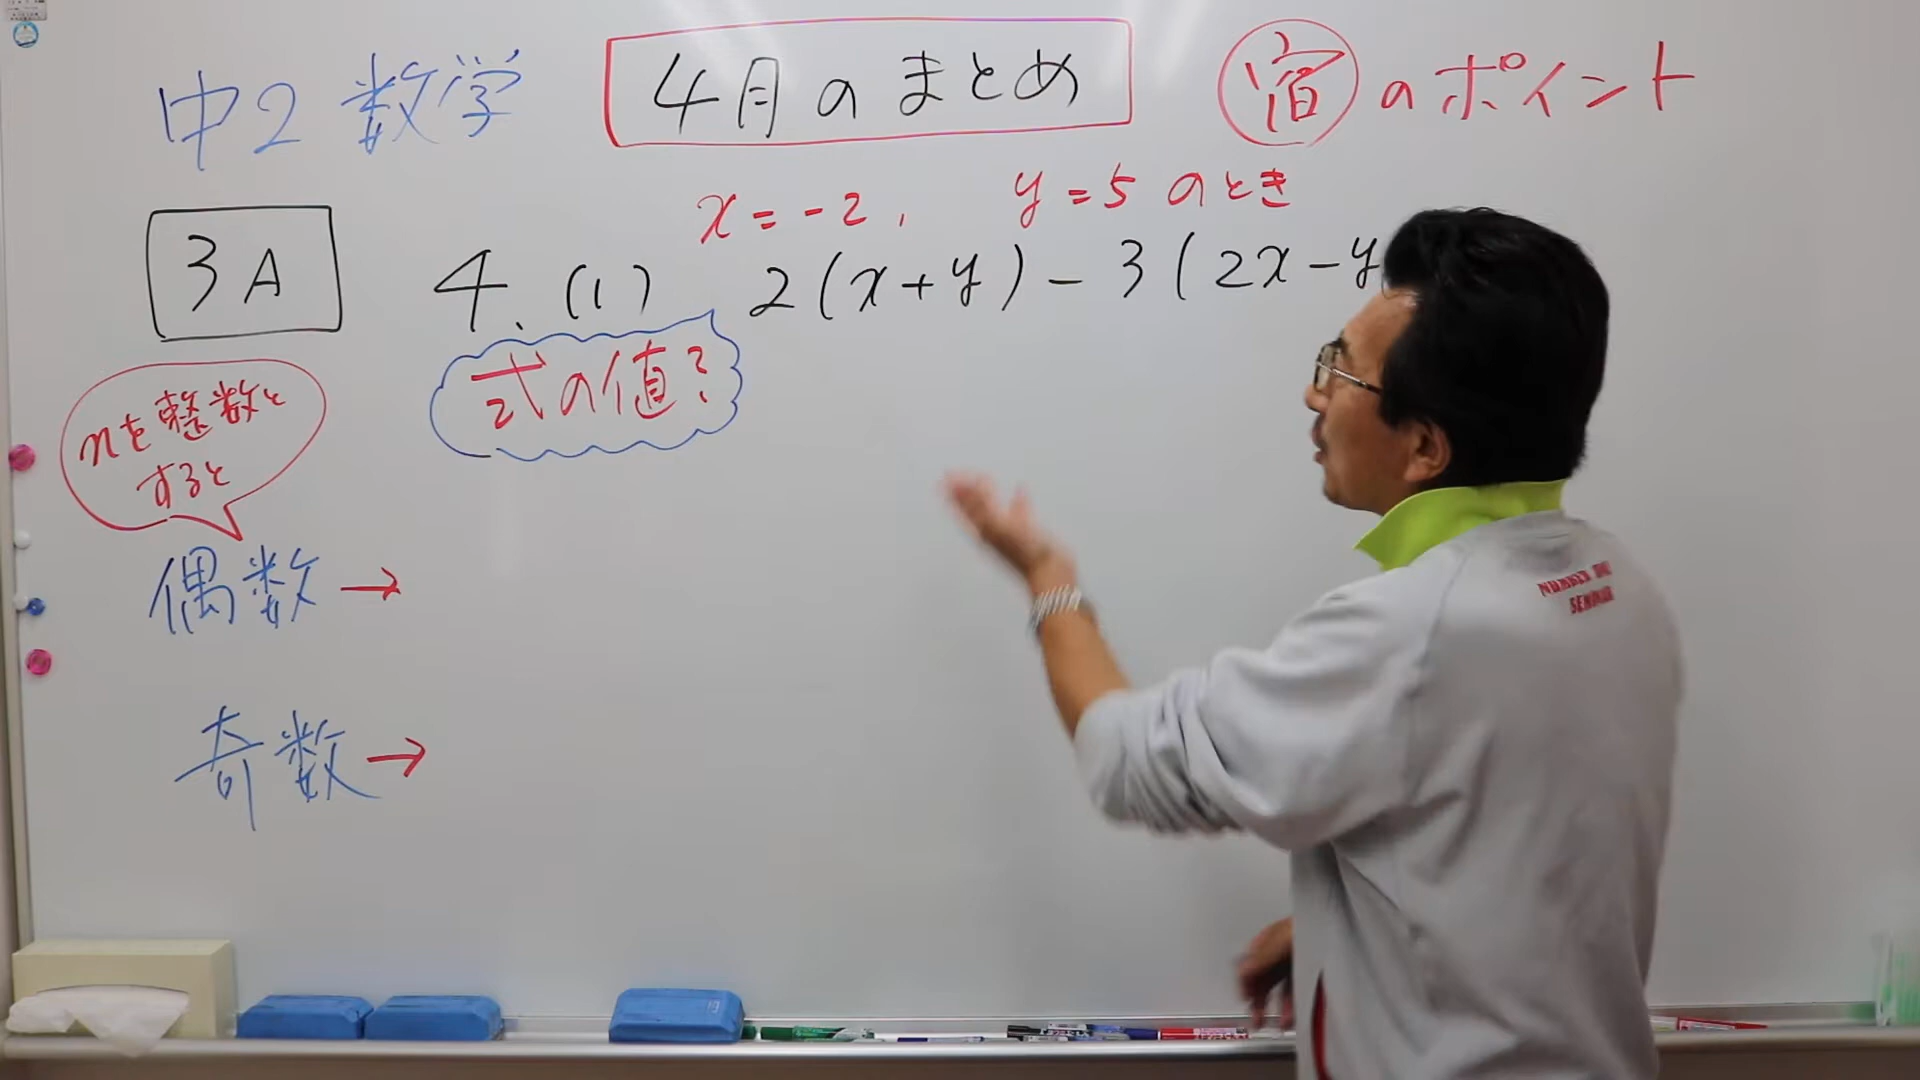 中2 数学
4月のまとめ
宿のポイント
x=-2, y=5のとき
3A
4.(1) 2(x+y)-3(2x-y
式の値?
nを整数と
すると
偶数→
奇数→
SEMINAR